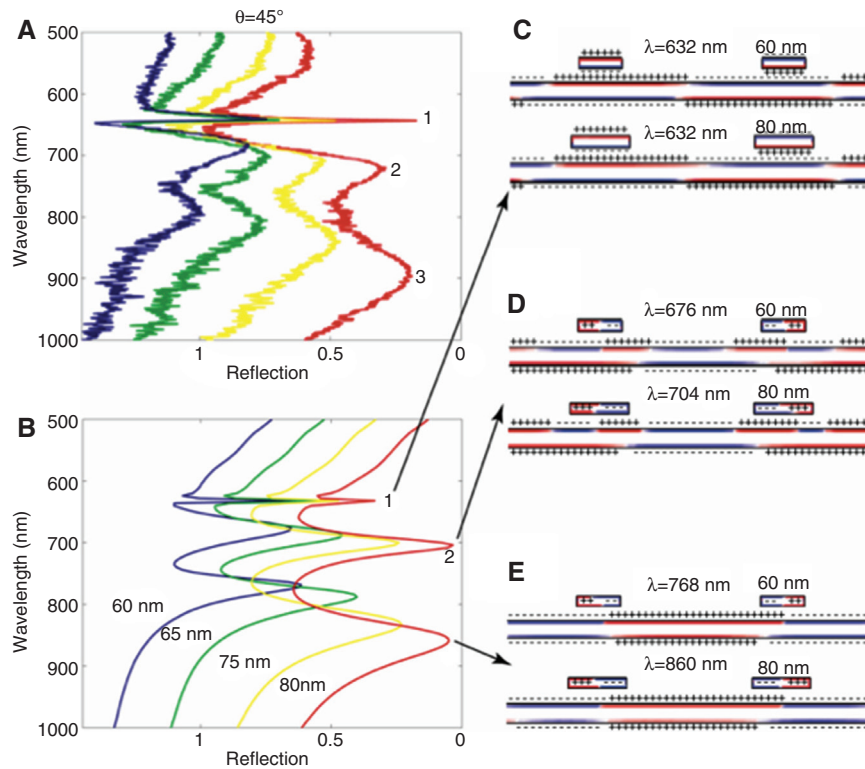 A
θ=45°
500
600
700
800
900
1000
Wavelength (nm)
1
0.5
0
Reflection
1
2
3
B
500
600
700
800
900
1000
Wavelength (nm)
1
0.5
0
Reflection
60 nm
65 nm
75 nm
80nm
1
2
C
λ=632 nm
60 nm
λ=632 nm
80 nm
D
λ=676 nm
60 nm
λ=704 nm
80 nm
E
λ=768 nm
60 nm
λ=860 nm
80 nm